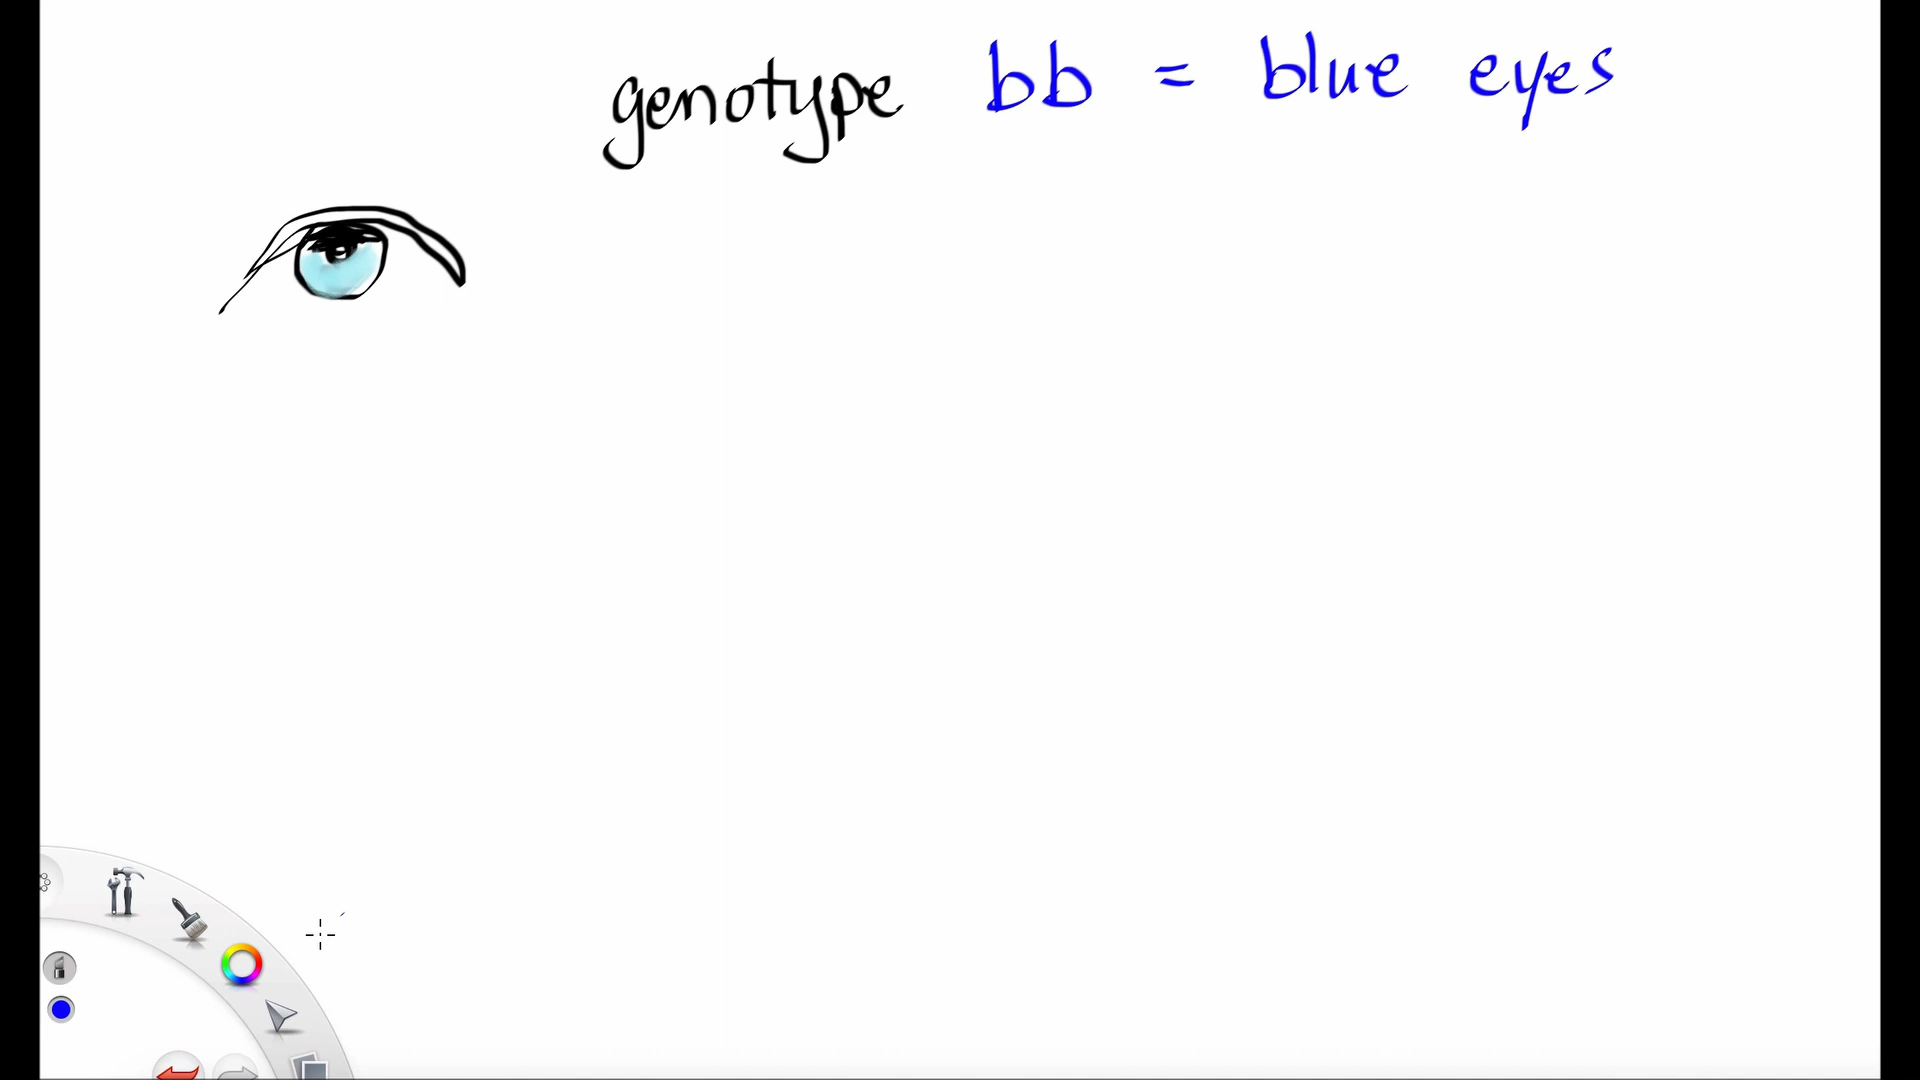 genotype bb = blue eyes